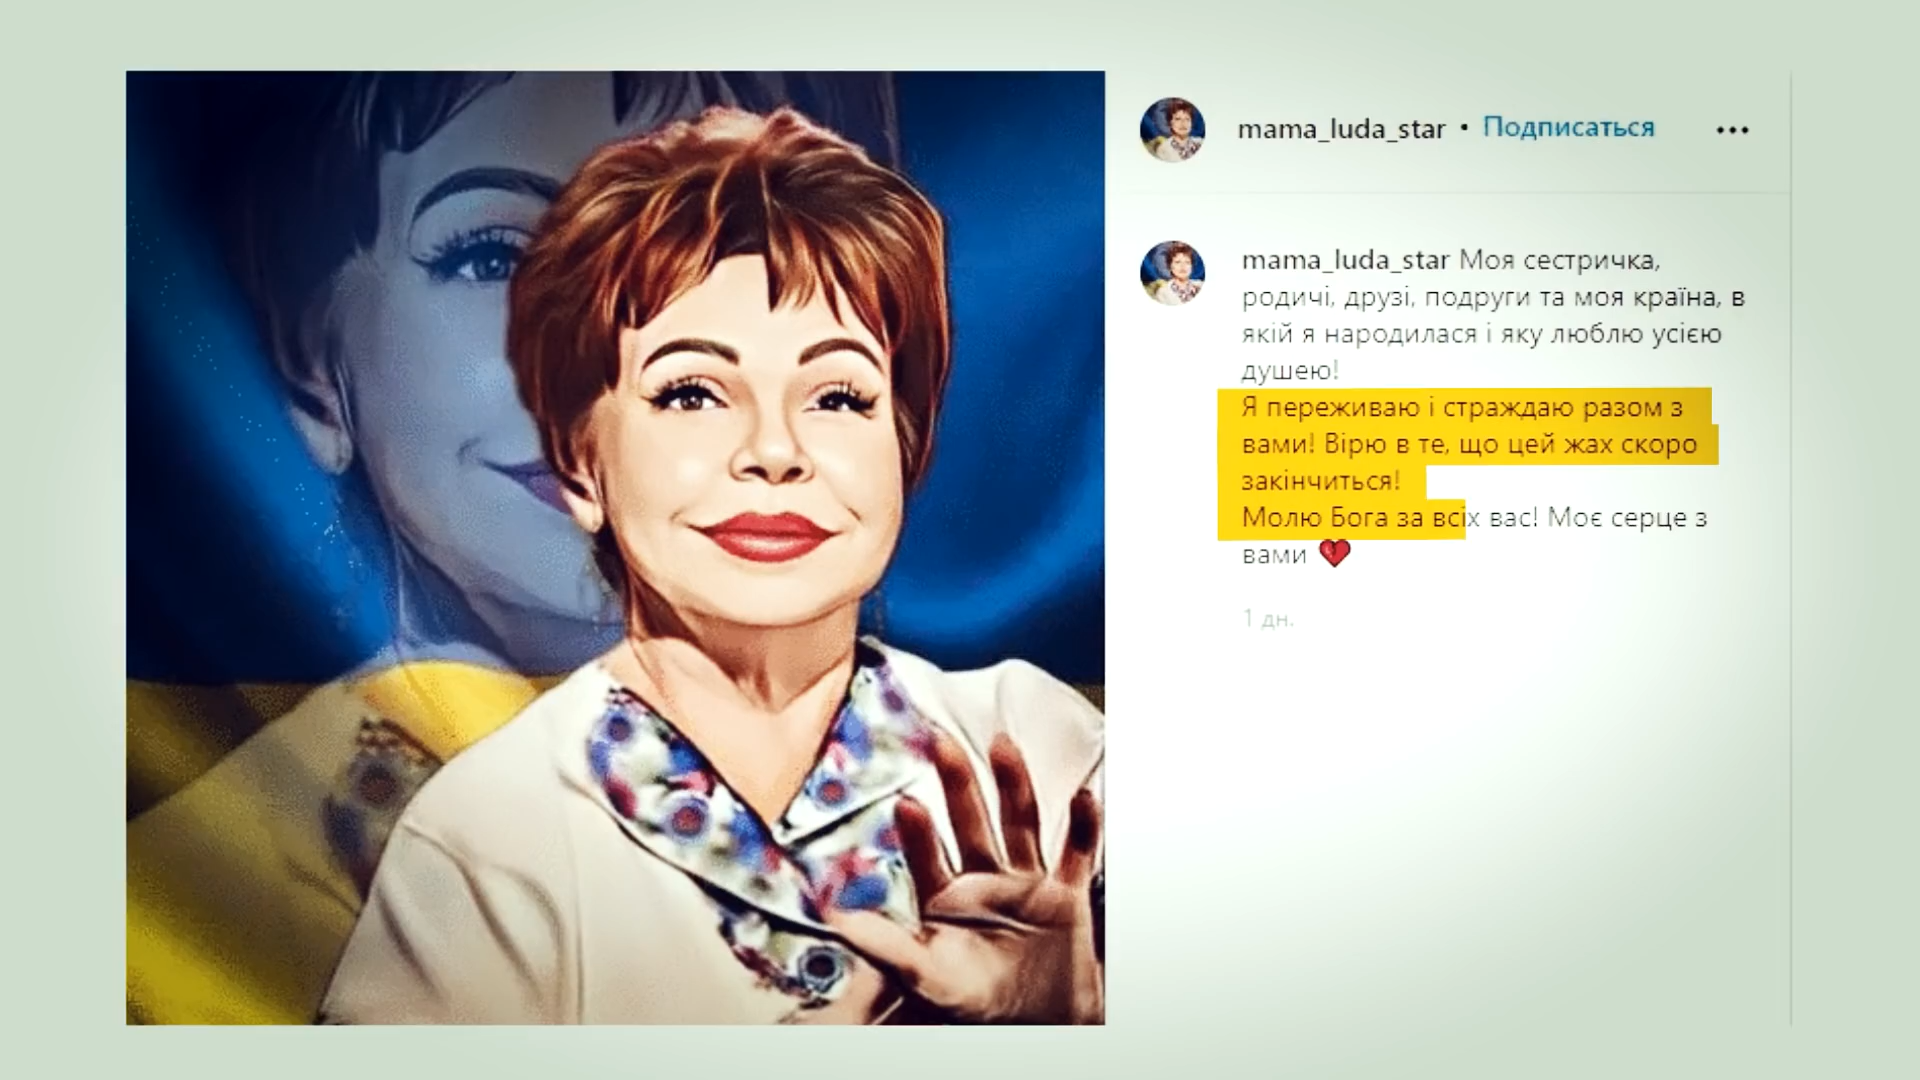 mama_luda_star • Подписаться •••
mama_luda_star Моя сестричка,
родичі, друзі, подруги та моя країна, в
якій я народилася і яку люблю усією
душею!
Я переживаю і страждаю разом з
вами! Вірю в те, що цей жах скоро
закінчиться!
Молю Бога за всіх вас! Моє серце з
вами 💔
1 дн.